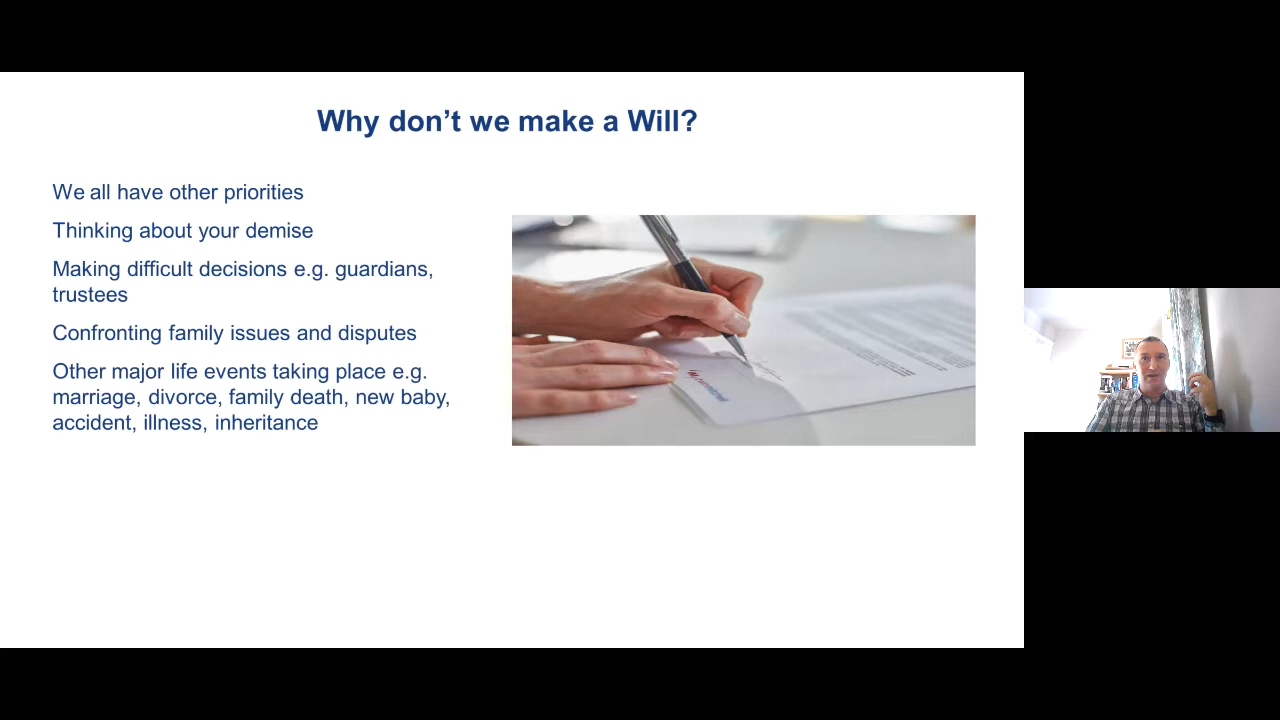 Why don’t we make a Will?
We all have other priorities
Thinking about your demise
Making difficult decisions e.g. guardians,
trustees
Confronting family issues and disputes
Other major life events taking place e.g.
marriage, divorce, family death, new baby,
accident, illness, inheritance